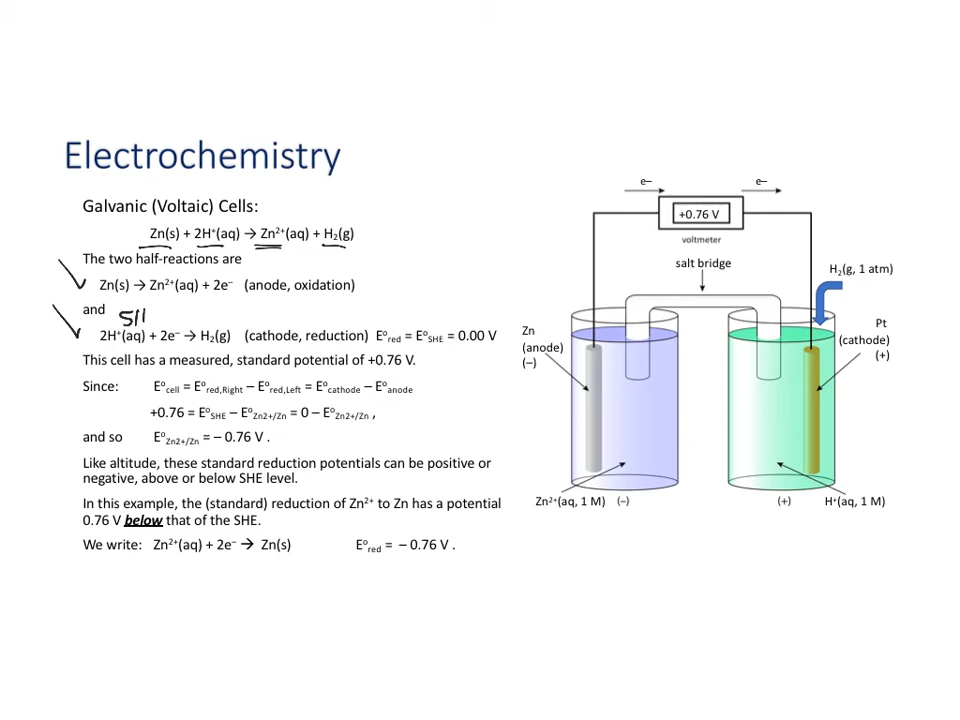 Electrochemistry
Galvanic (Voltaic) Cells:
Zn(s) + 2H⁺(aq) → Zn²⁺(aq) + H₂(g)
The two half-reactions are
Zn(s) → Zn²⁺(aq) + 2e⁻ (anode, oxidation)
and
2H⁺(aq) + 2e⁻ → H₂(g) (cathode, reduction) E°red = E°SHE = 0.00 V
This cell has a measured, standard potential of +0.76 V.
Since: E°cell = E°red,Right − E°red,Left = E°cathode − E°anode
+0.76 = E°SHE − E°Zn2+/Zn = 0 − E°Zn2+/Zn ,
and so E°Zn2+/Zn = − 0.76 V .
Like altitude, these standard reduction potentials can be positive or
negative, above or below SHE level.
In this example, the (standard) reduction of Zn²⁺ to Zn has a potential
0.76 V below that of the SHE.
We write: Zn²⁺(aq) + 2e⁻ → Zn(s) E°red = − 0.76 V .
e– e–
+0.76 V
voltmeter
salt bridge
H₂(g, 1 atm)
Zn
(anode)
(–)
Pt
(cathode)
(+)
Zn²⁺(aq, 1 M) (–)
(+) H⁺(aq, 1 M)